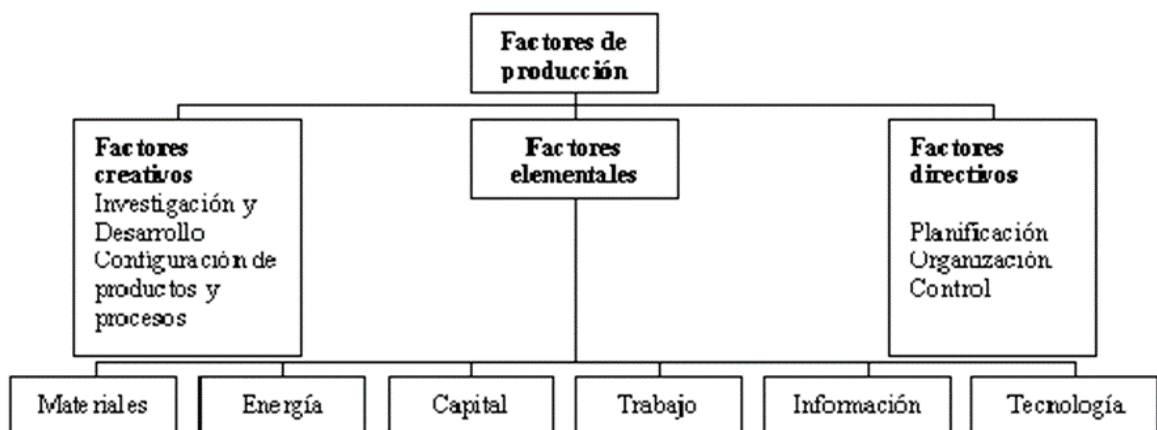 Factores de
producción
Factores
creativos
Investigación y
Desarrollo
Configuración de
productos y
procesos
Factores
elementales
Factores
directivos
Planificación
Organización
Control
Materiales
Energía
Capital
Trabajo
Información
Tecnología